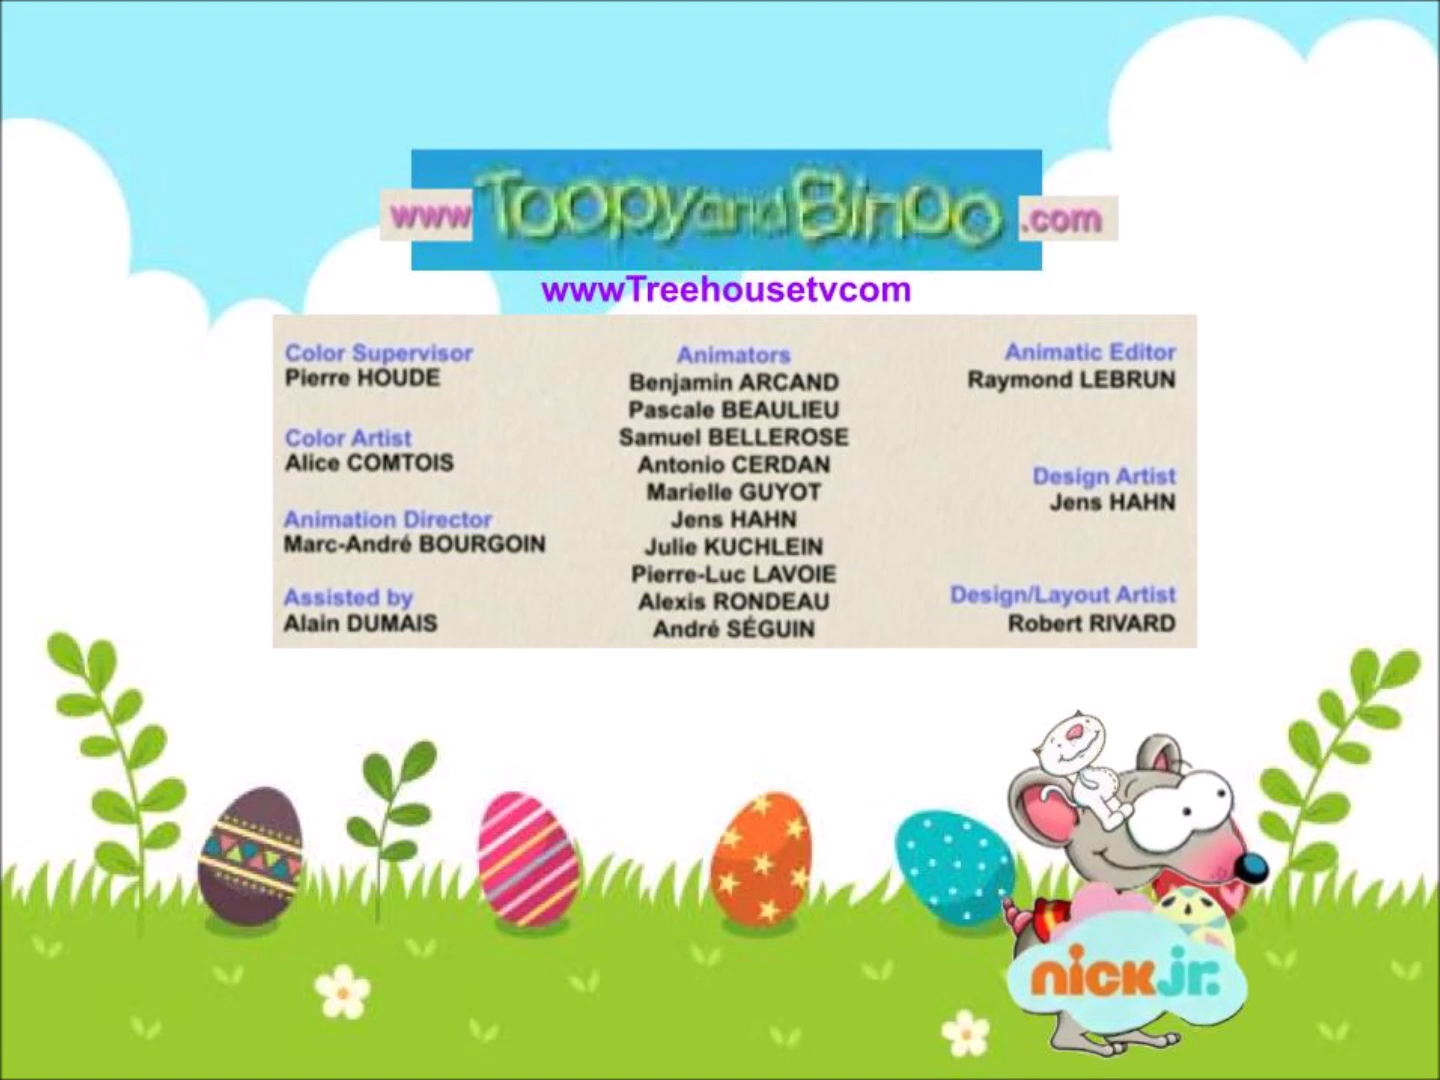 www ToopyandBinoo .com
wwwTreehousetvcom
Color Supervisor
Pierre HOUDE
Color Artist
Alice COMTOIS
Animation Director
Marc-André BOURGOIN
Assisted by
Alain DUMAIS
Animators
Benjamin ARCAND
Pascale BEAULIEU
Samuel BELLEROSE
Antonio CERDAN
Marielle GUYOT
Jens HAHN
Julie KUCHLEIN
Pierre-Luc LAVOIE
Alexis RONDEAU
André SÉGUIN
Animatic Editor
Raymond LEBRUN
Design Artist
Jens HAHN
Design/Layout Artist
Robert RIVARD
nick jr.